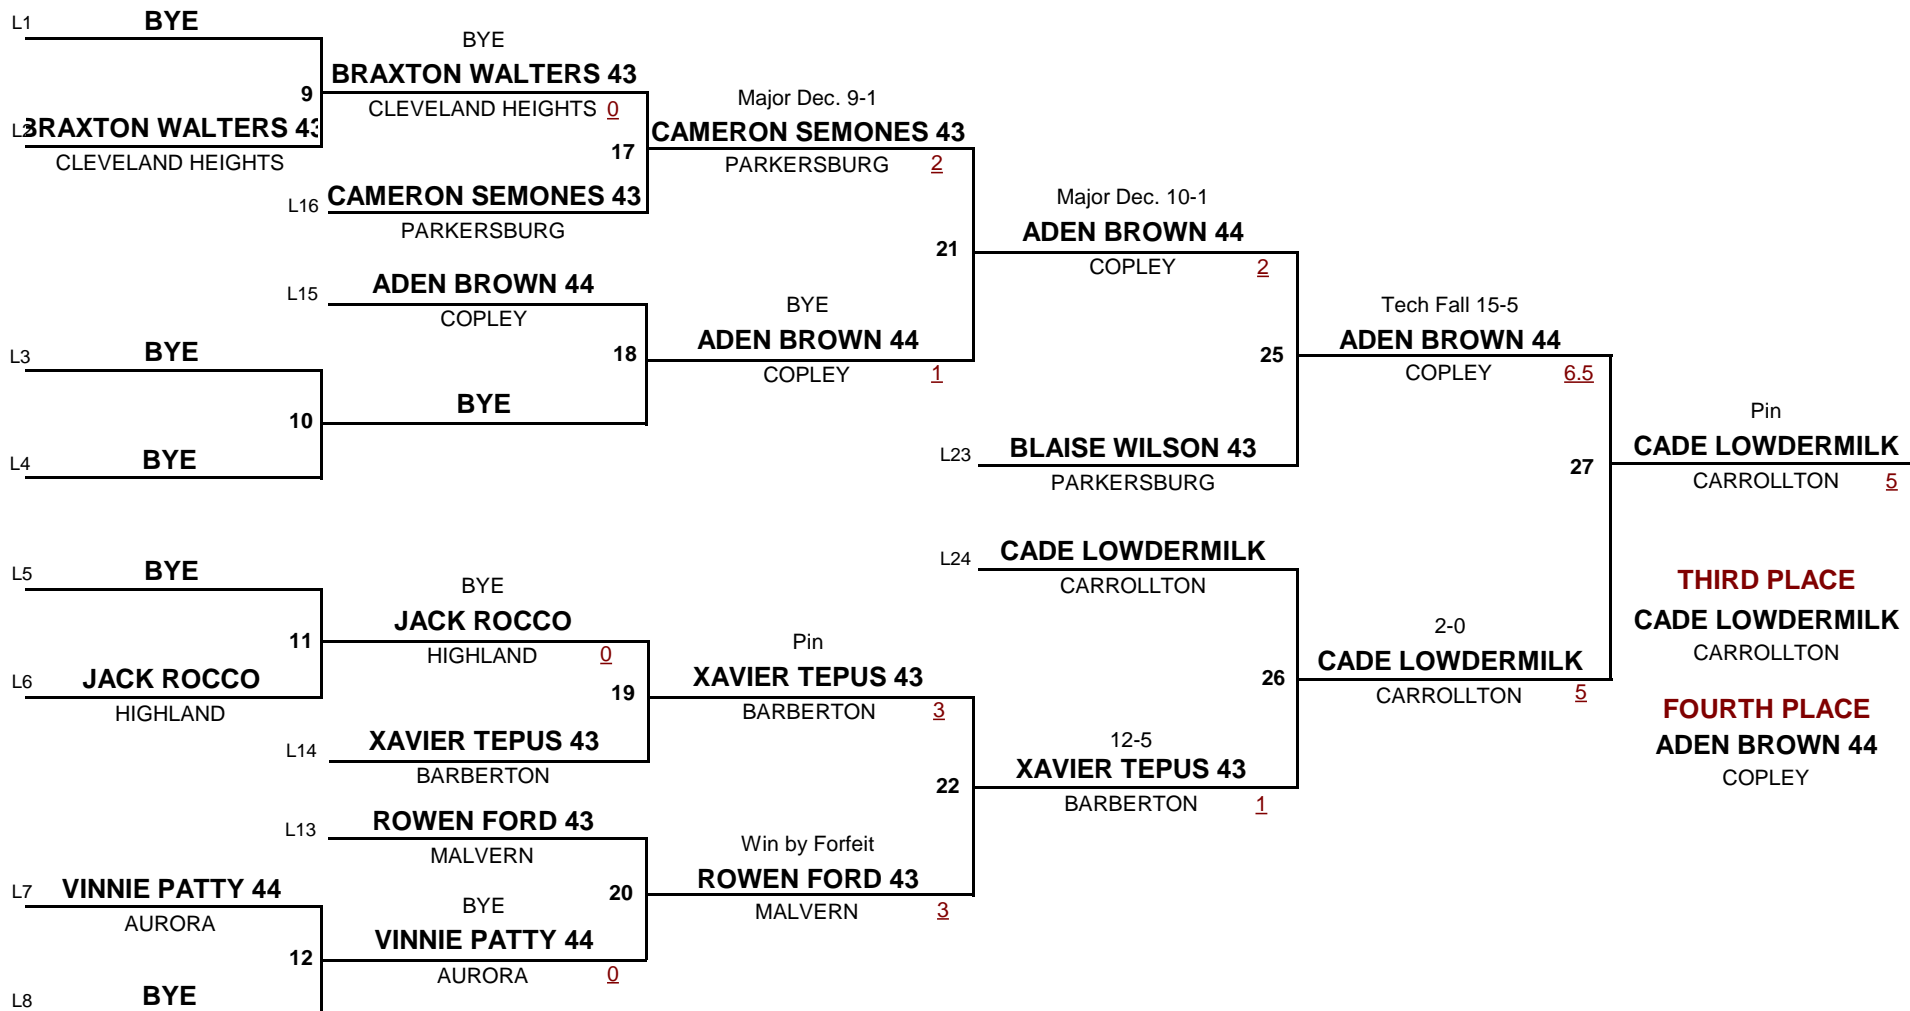 L1 BYE
BYE
9 BRAXTON WALTERS 43
CLEVELAND HEIGHTS 0
L2 BRAXTON WALTERS 43
CLEVELAND HEIGHTS
Major Dec. 9-1
17 CAMERON SEMONES 43
PARKERSBURG 2
L16 CAMERON SEMONES 43
PARKERSBURG
Major Dec. 10-1
21 ADEN BROWN 44
COPLEY 2
L15 ADEN BROWN 44
COPLEY
BYE
18 ADEN BROWN 44
COPLEY 1
L3 BYE
10 BYE
L4 BYE
Tech Fall 15-5
25 ADEN BROWN 44
COPLEY 6.5
L23 BLAISE WILSON 43
PARKERSBURG
Pin
27 CADE LOWDERMILK
CARROLLTON 5
L24 CADE LOWDERMILK
CARROLLTON
L5 BYE
BYE
11 JACK ROCCO
HIGHLAND 0
L6 JACK ROCCO
HIGHLAND
Pin
19 XAVIER TEPUS 43
BARBERTON 3
L14 XAVIER TEPUS 43
BARBERTON
2-0
26 CADE LOWDERMILK
CARROLLTON 5
12-5
22 XAVIER TEPUS 43
BARBERTON 1
L13 ROWEN FORD 43
MALVERN
Win by Forfeit
20 ROWEN FORD 43
MALVERN 3
L7 VINNIE PATTY 44
AURORA
BYE
12 VINNIE PATTY 44
AURORA 0
L8 BYE
THIRD PLACE
CADE LOWDERMILK
CARROLLTON
FOURTH PLACE
ADEN BROWN 44
COPLEY